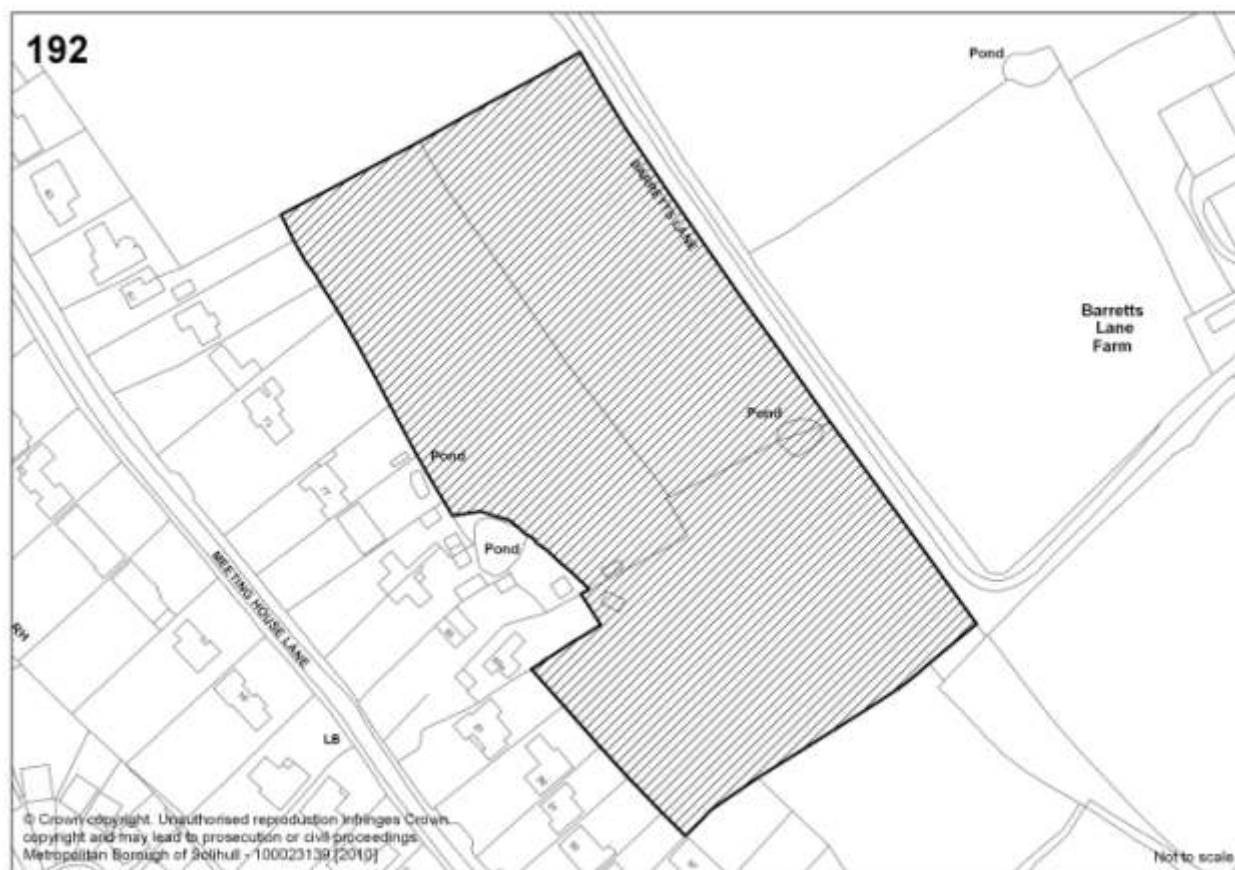 192
Pond
BARRETTS LANE
Barretts
Lane
Farm
Pond
Pond
Pond
MEETING HOUSE LANE
RH
LB
© Crown copyright. Unauthorised reproduction infringes Crown
copyright and may lead to prosecution or civil proceedings
Metropolitan Borough of Solihull - 100023139 [2010]
Not to scale